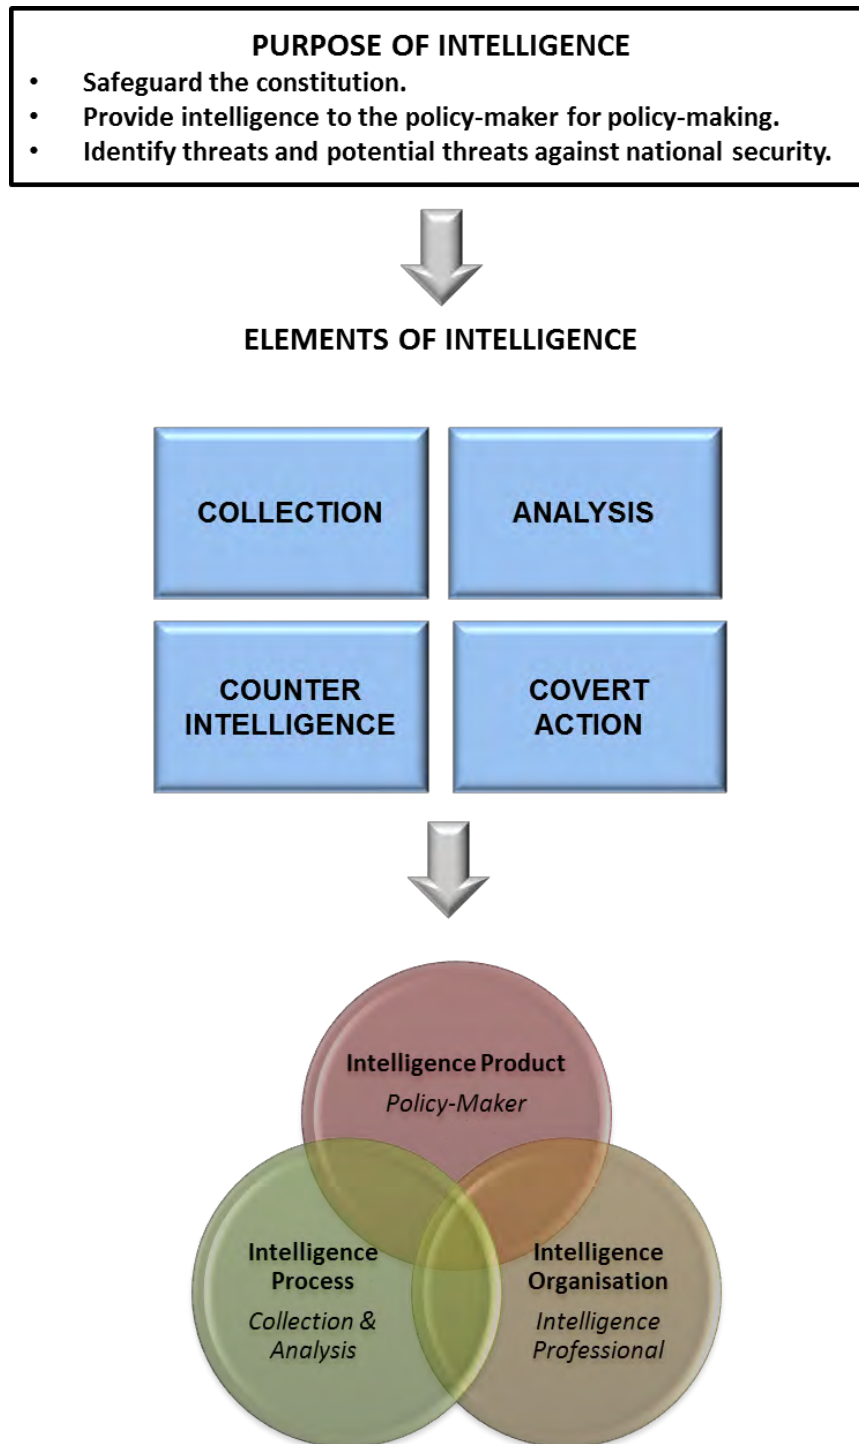 PURPOSE OF INTELLIGENCE
• Safeguard the constitution.
• Provide intelligence to the policy-maker for policy-making.
• Identify threats and potential threats against national security.
ELEMENTS OF INTELLIGENCE
COLLECTION
ANALYSIS
COUNTER
INTELLIGENCE
COVERT
ACTION
Intelligence Product
Policy-Maker
Intelligence
Process
Collection &
Analysis
Intelligence
Organisation
Intelligence
Professional